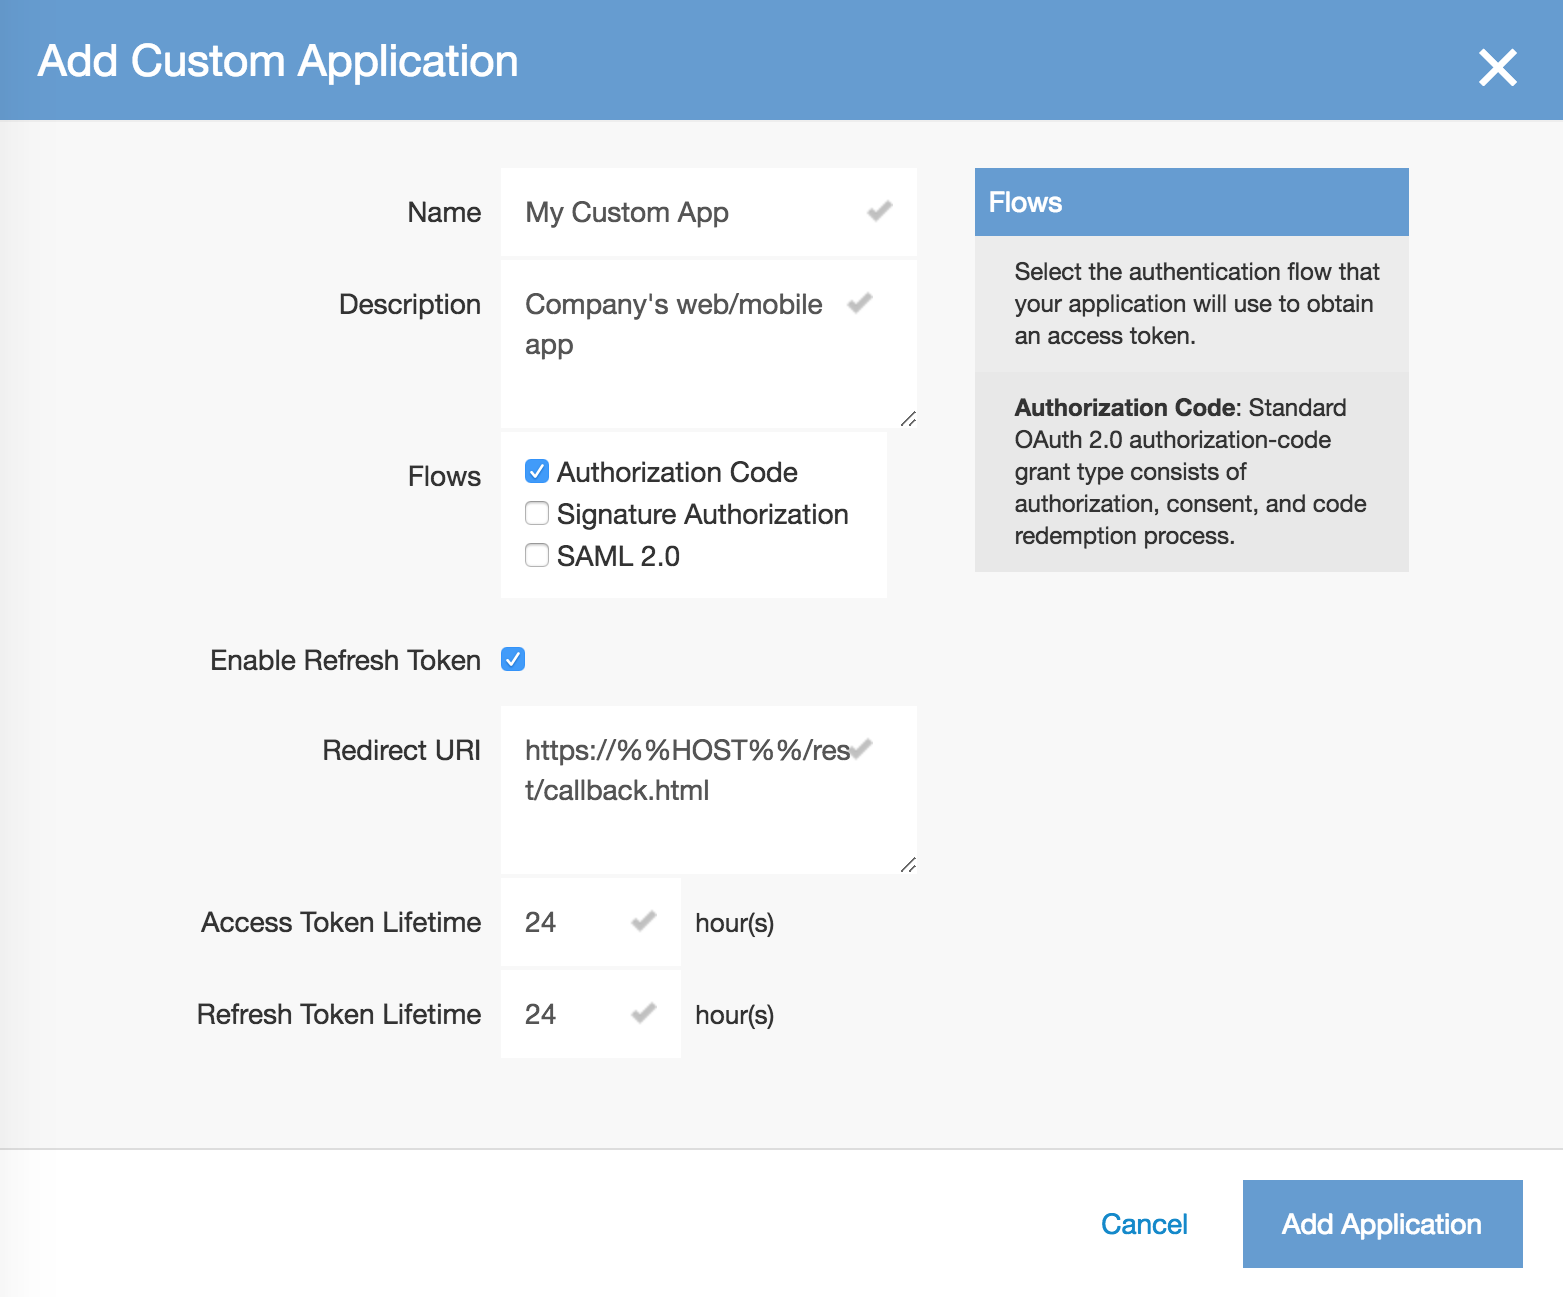 Add Custom Application
Name
My Custom App
Description
Company's web/mobile
app
Flows
Authorization Code
Signature Authorization
SAML 2.0
Enable Refresh Token
Redirect URI
https://%%HOST%%/res
t/callback.html
Access Token Lifetime
24
hour(s)
Refresh Token Lifetime
24
hour(s)
Flows
Select the authentication flow that
your application will use to obtain
an access token.
Authorization Code: Standard
OAuth 2.0 authorization-code
grant type consists of
authorization, consent, and code
redemption process.
Cancel
Add Application